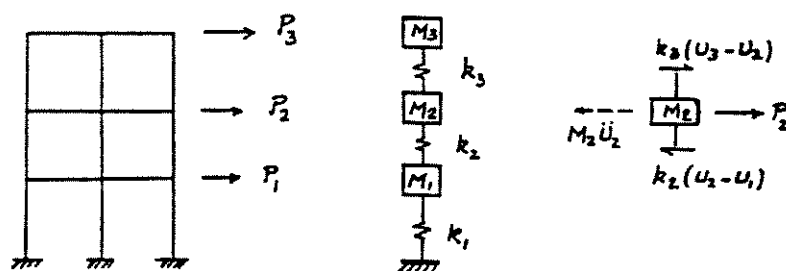 P₃
P₂
P₁
M₃
k₃
M₂
k₂
M₁
k₁
k₃(U₃-U₂)
M₂
P₂
M₂Ü₂
k₂(U₂-U₁)